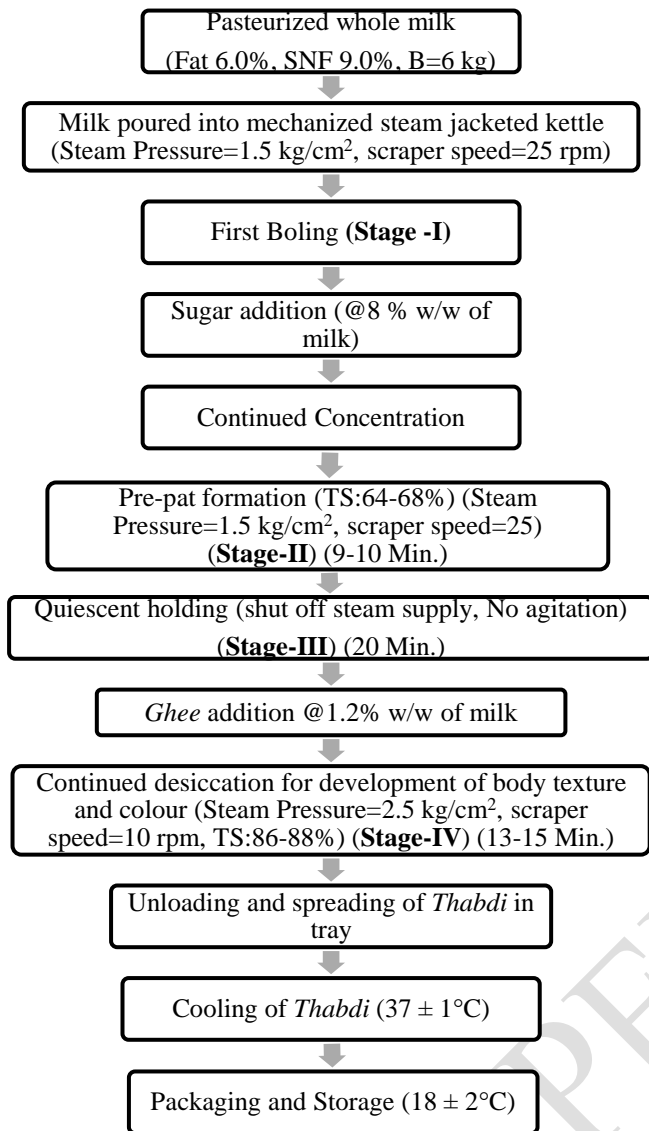 Pasteurized whole milk
(Fat 6.0%, SNF 9.0%, B=6 kg)
Milk poured into mechanized steam jacketed kettle
(Steam Pressure=1.5 kg/cm², scraper speed=25 rpm)
First Boling (Stage -I)
Sugar addition (@8 % w/w of
milk)
Continued Concentration
Pre-pat formation (TS:64-68%) (Steam
Pressure=1.5 kg/cm², scraper speed=25)
(Stage-II) (9-10 Min.)
Quiescent holding (shut off steam supply, No agitation)
(Stage-III) (20 Min.)
Ghee addition @1.2% w/w of milk
Continued desiccation for development of body texture
and colour (Steam Pressure=2.5 kg/cm², scraper
speed=10 rpm, TS:86-88%) (Stage-IV) (13-15 Min.)
Unloading and spreading of Thabdi in
tray
Cooling of Thabdi (37 ± 1°C)
Packaging and Storage (18 ± 2°C)